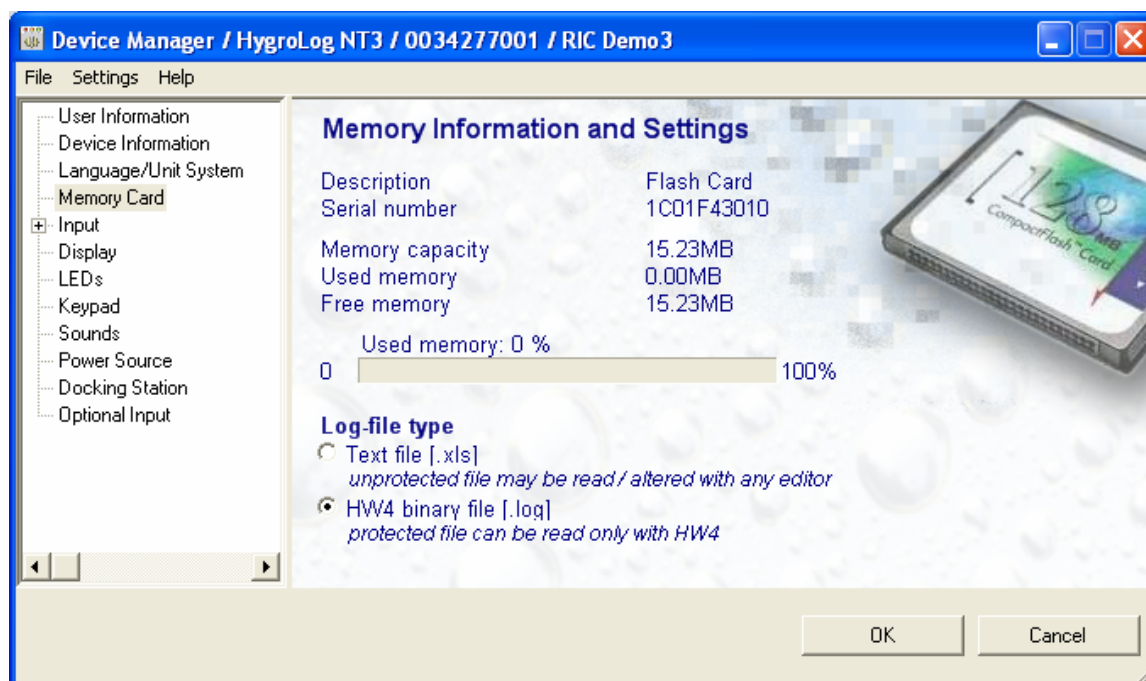 Device Manager / HygroLog NT3 / 0034277001 / RIC Demo3
File Settings Help
User Information
Device Information
Language/Unit System
Memory Card
Input
Display
LEDs
Keypad
Sounds
Power Source
Docking Station
Optional Input
Memory Information and Settings
Description Flash Card
Serial number 1C01F43010
Memory capacity 15.23MB
Used memory 0.00MB
Free memory 15.23MB
Used memory: 0 %
0 100%
Log-file type
Text file [.xls]
unprotected file may be read / altered with any editor
HW4 binary file [.log]
protected file can be read only with HW4
128 MB
CompactFlash™ Card
OK Cancel